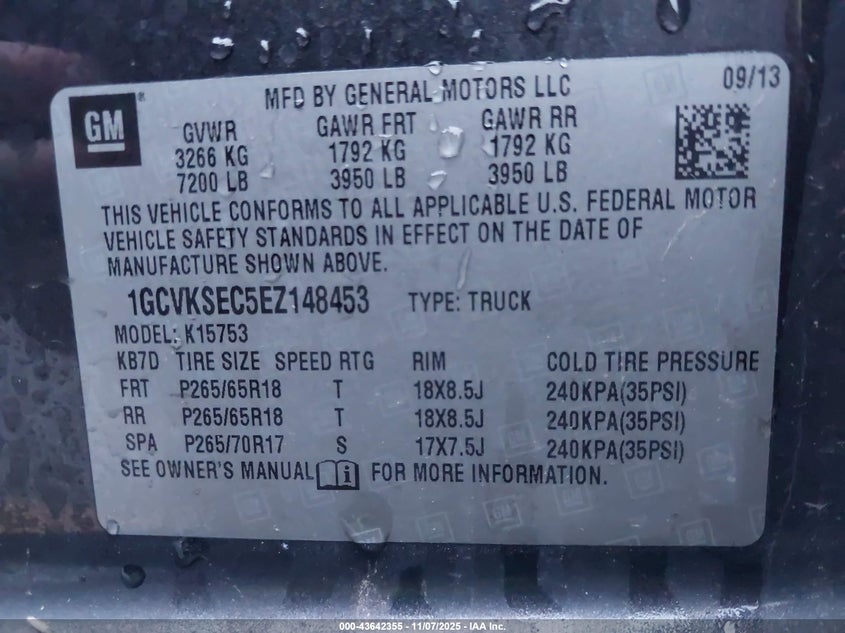 GM ® MFD BY GENERAL MOTORS LLC 09/13
GVWR GAWR FRT GAWR RR
3266 KG 1792 KG 1792 KG
7200 LB 3950 LB 3950 LB
THIS VEHICLE CONFORMS TO ALL APPLICABLE U.S. FEDERAL MOTOR
VEHICLE SAFETY STANDARDS IN EFFECT ON THE DATE OF
MANUFACTURE SHOWN ABOVE.
1GCVKSEC5EZ148453 TYPE: TRUCK
MODEL: K15753
KB7D TIRE SIZE SPEED RTG RIM COLD TIRE PRESSURE
FRT P265/65R18 T 18X8.5J 240KPA(35PSI)
RR P265/65R18 T 18X8.5J 240KPA(35PSI)
SPA P265/70R17 S 17X7.5J 240KPA(35PSI)
SEE OWNER'S MANUAL i FOR MORE INFORMATION.
000-43642355 - 11/07/2025 - IAA Inc.